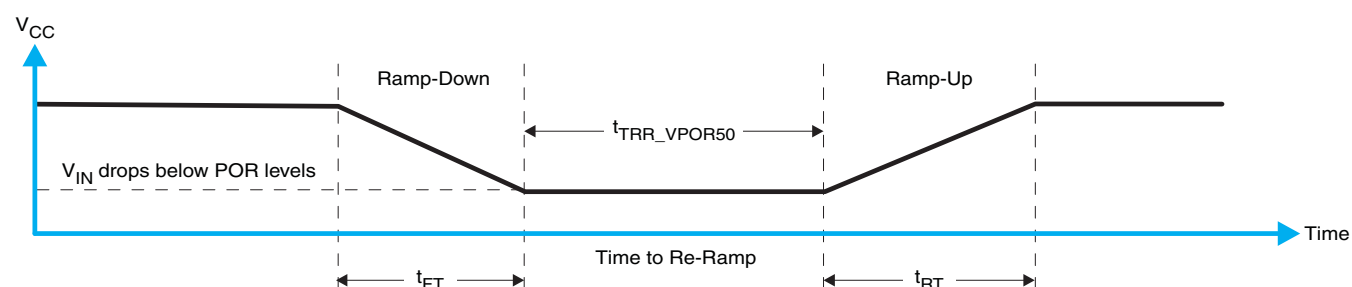 VCC
Ramp-Down
Ramp-Up
tTRR_VPOR50
VIN drops below POR levels
Time
Time to Re-Ramp
tFT
tRT